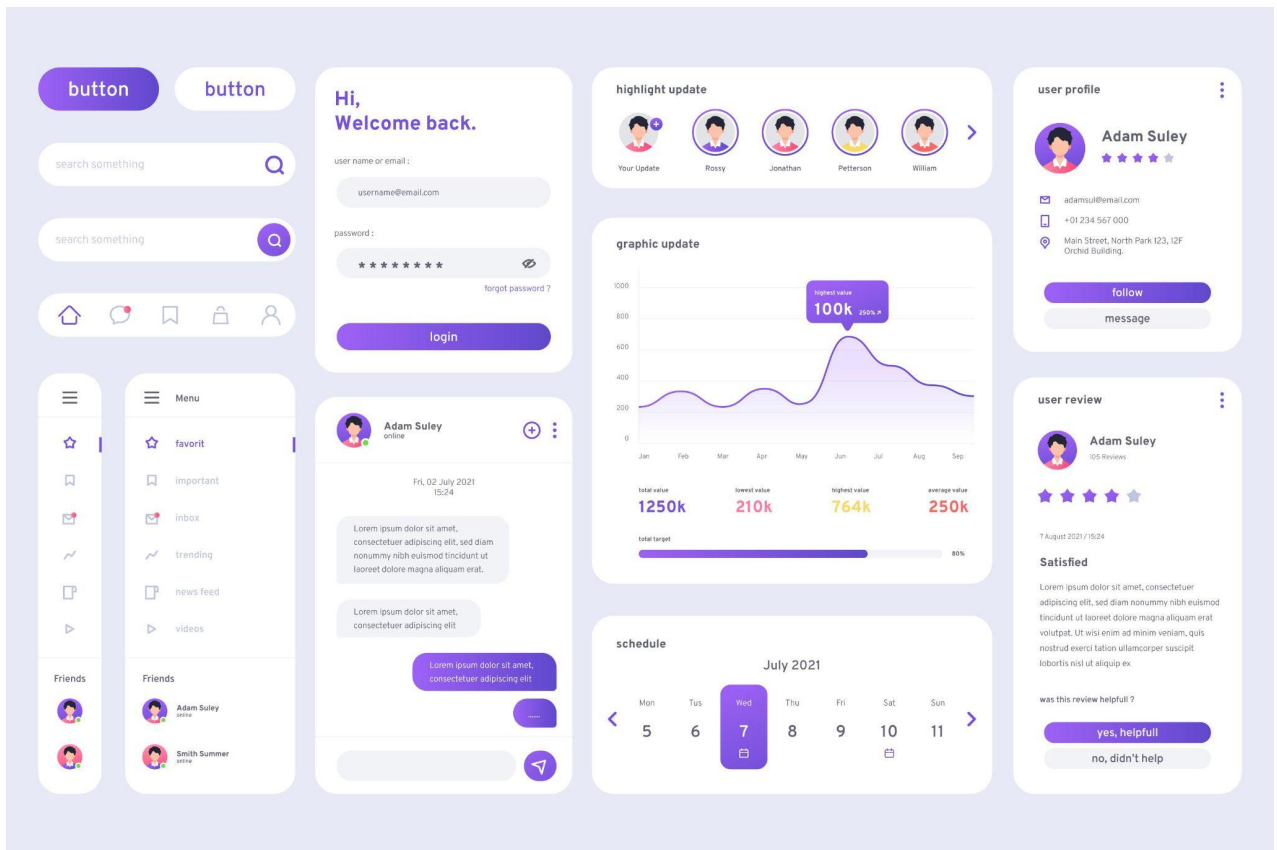 button
button
search something
search something
Menu
favorit
important
inbox
trending
news feed
videos
Friends
Friends
Adam Suley
online
Smith Summer
online
Hi,
Welcome back.
user name or email :
username@email.com
password :
********
forgot password ?
login
Adam Suley
online
Fri, 02 July 2021
15:24
Lorem ipsum dolor sit amet,
consectetuer adipiscing elit, sed diam
nonummy nibh euismod tincidunt ut
laoreet dolore magna aliquam erat.
Lorem ipsum dolor sit amet,
consectetuer adipiscing elit
Lorem ipsum dolor sit amet,
consectetuer adipiscing elit
......
highlight update
Your Update
Rossy
Jonathan
Petterson
William
graphic update
1000
800
600
400
200
0
highest value
100k 250%
Jan Feb Mar Apr May Jun Jul Aug Sep
total value
1250k
lowest value
210k
highest value
764k
average value
250k
total target
80%
schedule
July 2021
Mon Tus Wed Thu Fri Sat Sun
5 6 7 8 9 10 11
user profile
Adam Suley
adamsul@email.com
+01 234 567 000
Main Street, North Park 123, 12F
Orchid Building.
follow
message
user review
Adam Suley
105 Reviews
7 August 2021 / 15:24
Satisfied
Lorem ipsum dolor sit amet, consectetuer
adipiscing elit, sed diam nonummy nibh euismod
tincidunt ut laoreet dolore magna aliquam erat
volutpat. Ut wisi enim ad minim veniam, quis
nostrud exerci tation ullamcorper suscipit
lobortis nisl ut aliquip ex
was this review helpfull ?
yes, helpfull
no, didn't help